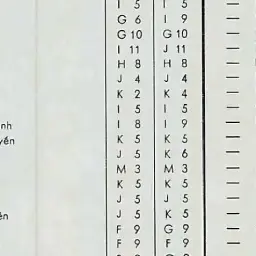 I 5 I 5 —
G 6 I 9 —
G 10 G 10 —
I 11 J 11 —
H 8 H 8 —
J 4 J 4 —
K 2 K 4 —
I 5 I 5 —
nh I 8 I 9 —
yến K 5 K 5 —
J 5 K 6 —
M 3 M 3 —
K 5 K 5 —
J 5 J 5 —
ên J 5 K 5 —
F 9 G 9 —
F 9 F 9 —